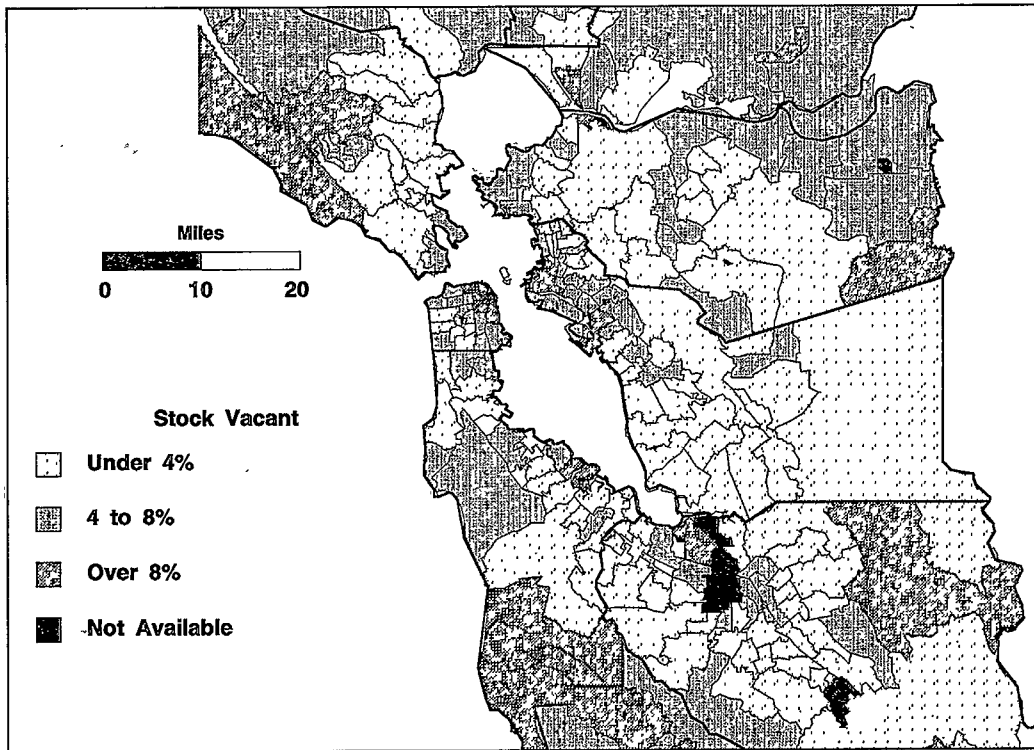 Miles
0 10 20
Stock Vacant
Under 4%
4 to 8%
Over 8%
Not Available